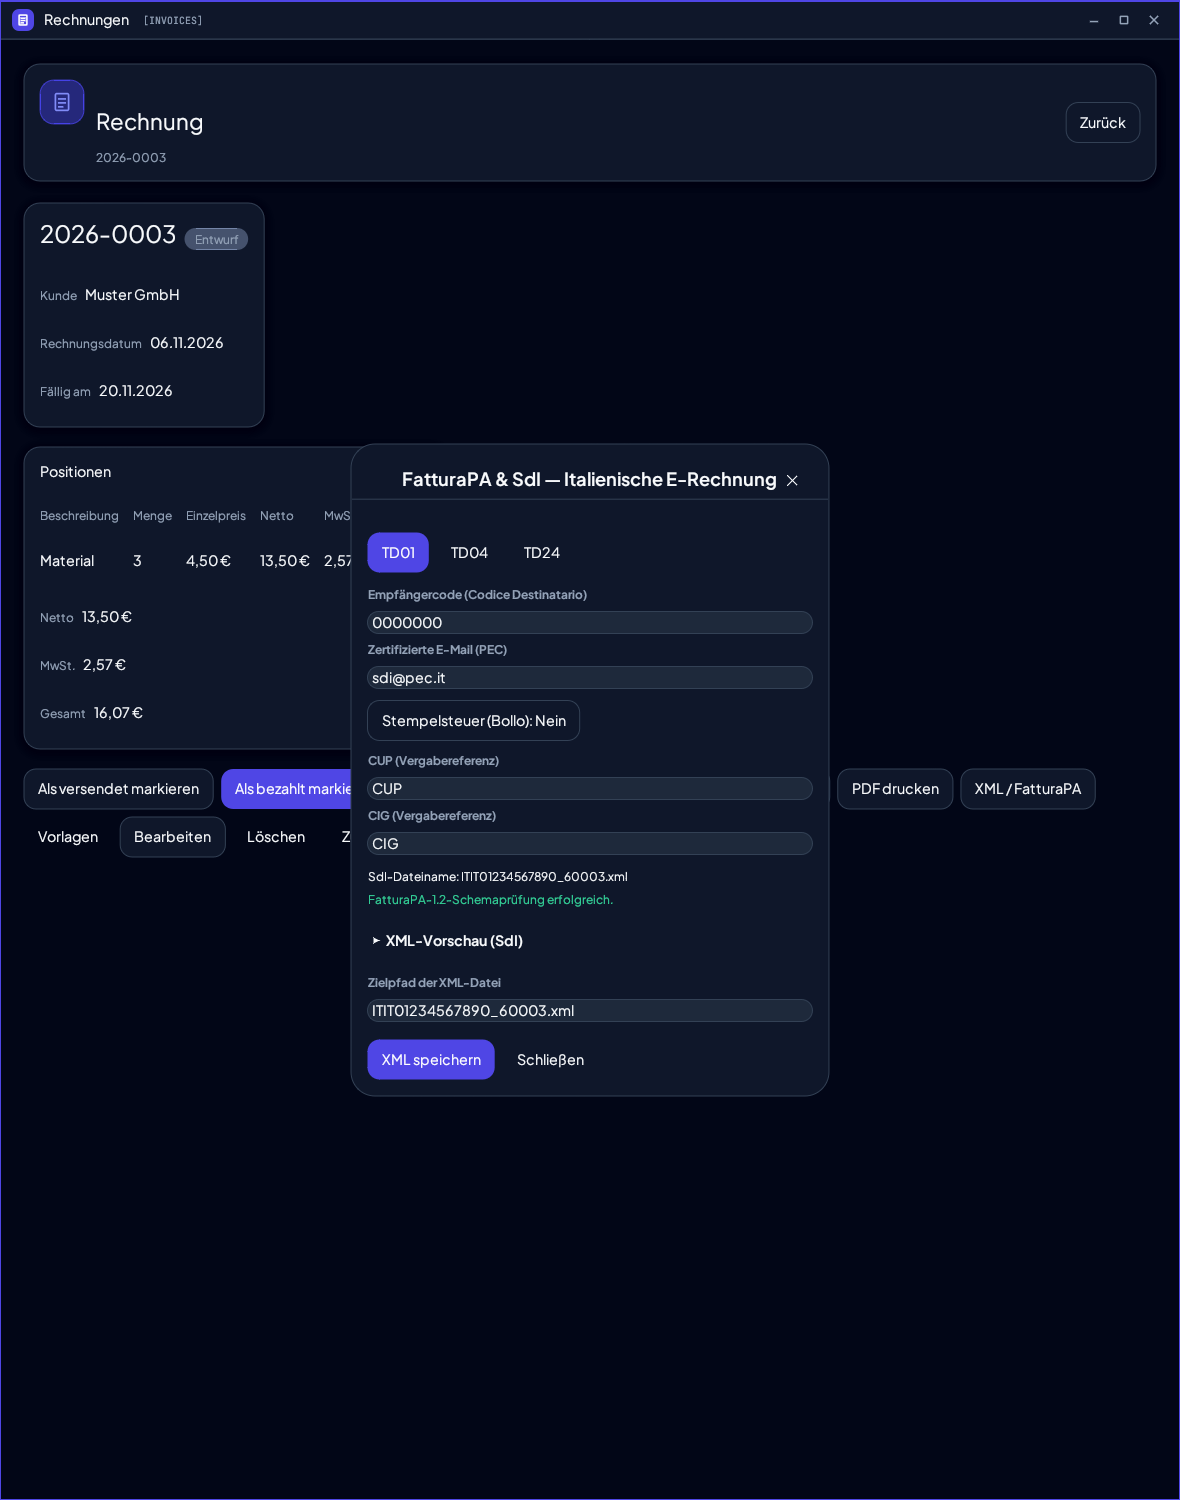 Rechnungen [INVOICES]
Rechnung
2026-0003
Zurück
2026-0003 Entwurf
Kunde Muster GmbH
Rechnungsdatum 06.11.2026
Fällig am 20.11.2026
Positionen
Beschreibung Menge Einzelpreis Netto
Material 3 4,50 € 13,50 € 2,57
Netto 13,50 €
MwSt. 2,57 €
Gesamt 16,07 €
Als versendet markieren
Als bezahlt
PDF drucken
XML / FatturaPA
Vorlagen
Bearbeiten
Löschen
FatturaPA & SdI — Italienische E-Rechnung
TD01 TD04 TD24
Empfängercode (Codice Destinatario)
0000000
Zertifizierte E-Mail (PEC)
sdi@pec.it
Stempelsteuer (Bollo): Nein
CUP (Vergabereferenz)
CUP
CIG (Vergabereferenz)
CIG
SdI-Dateiname: ITIT01234567890_60003.xml
FatturaPA-1.2-Schemaprüfung erfolgreich.
XML-Vorschau (SdI)
Zielpfad der XML-Datei
ITIT01234567890_60003.xml
XML speichern
Schließen